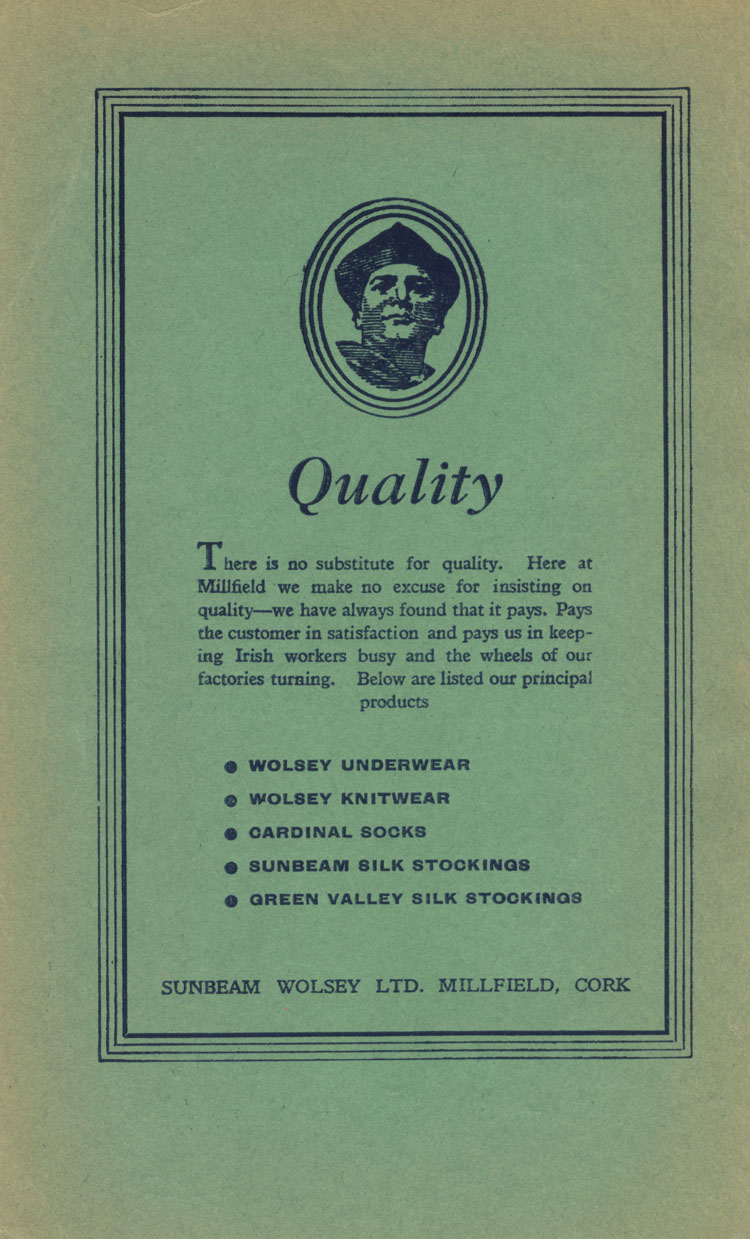 Quality
There is no substitute for quality. Here at
Millfield we make no excuse for insisting on
quality—we have always found that it pays. Pays
the customer in satisfaction and pays us in keep-
ing Irish workers busy and the wheels of our
factories turning. Below are listed our principal
products
● WOLSEY UNDERWEAR
● WOLSEY KNITWEAR
● CARDINAL SOCKS
● SUNBEAM SILK STOCKINGS
● GREEN VALLEY SILK STOCKINGS
SUNBEAM WOLSEY LTD. MILLFIELD, CORK